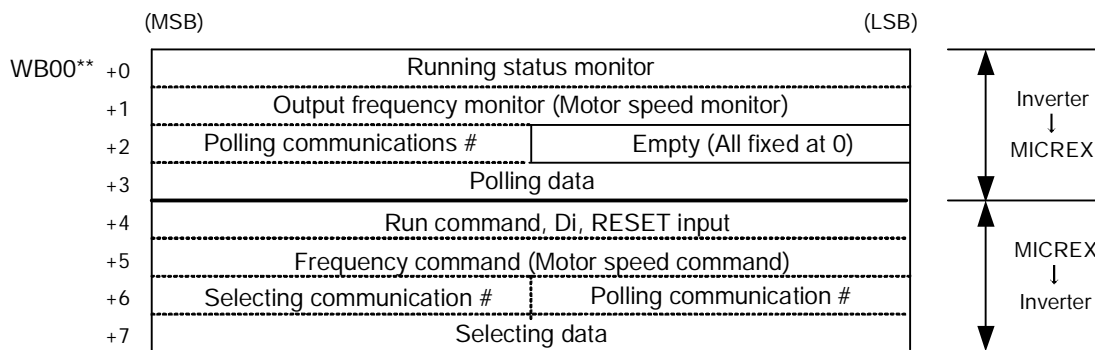 (MSB) (LSB)
WB00** +0 Running status monitor
+1 Output frequency monitor (Motor speed monitor)
+2 Polling communications # Empty (All fixed at 0)
+3 Polling data
Inverter
↓
MICREX
+4 Run command, Di, RESET input
+5 Frequency command (Motor speed command)
+6 Selecting communication # Polling communication #
+7 Selecting data
MICREX
↓
Inverter